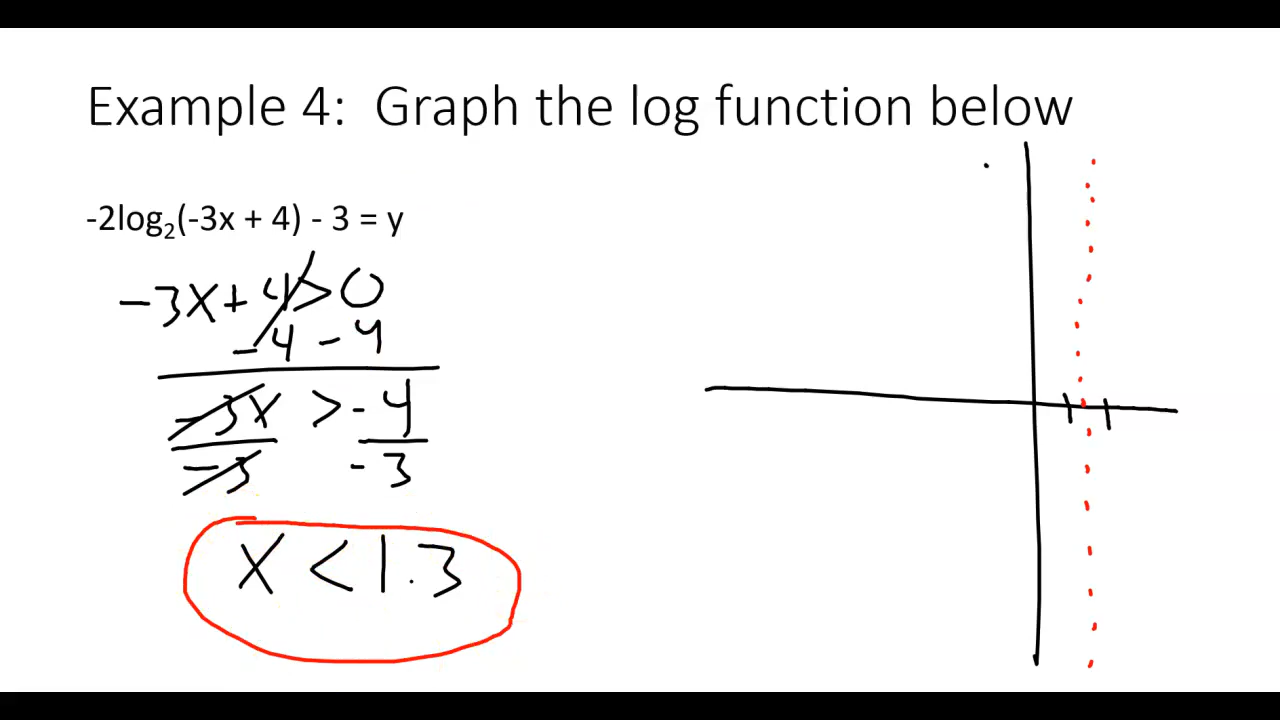 Example 4: Graph the log function below
-2log₂(-3x + 4) - 3 = y
-3x+4>0
-4 -4
-3x >-4
-3 -3
x <1.3